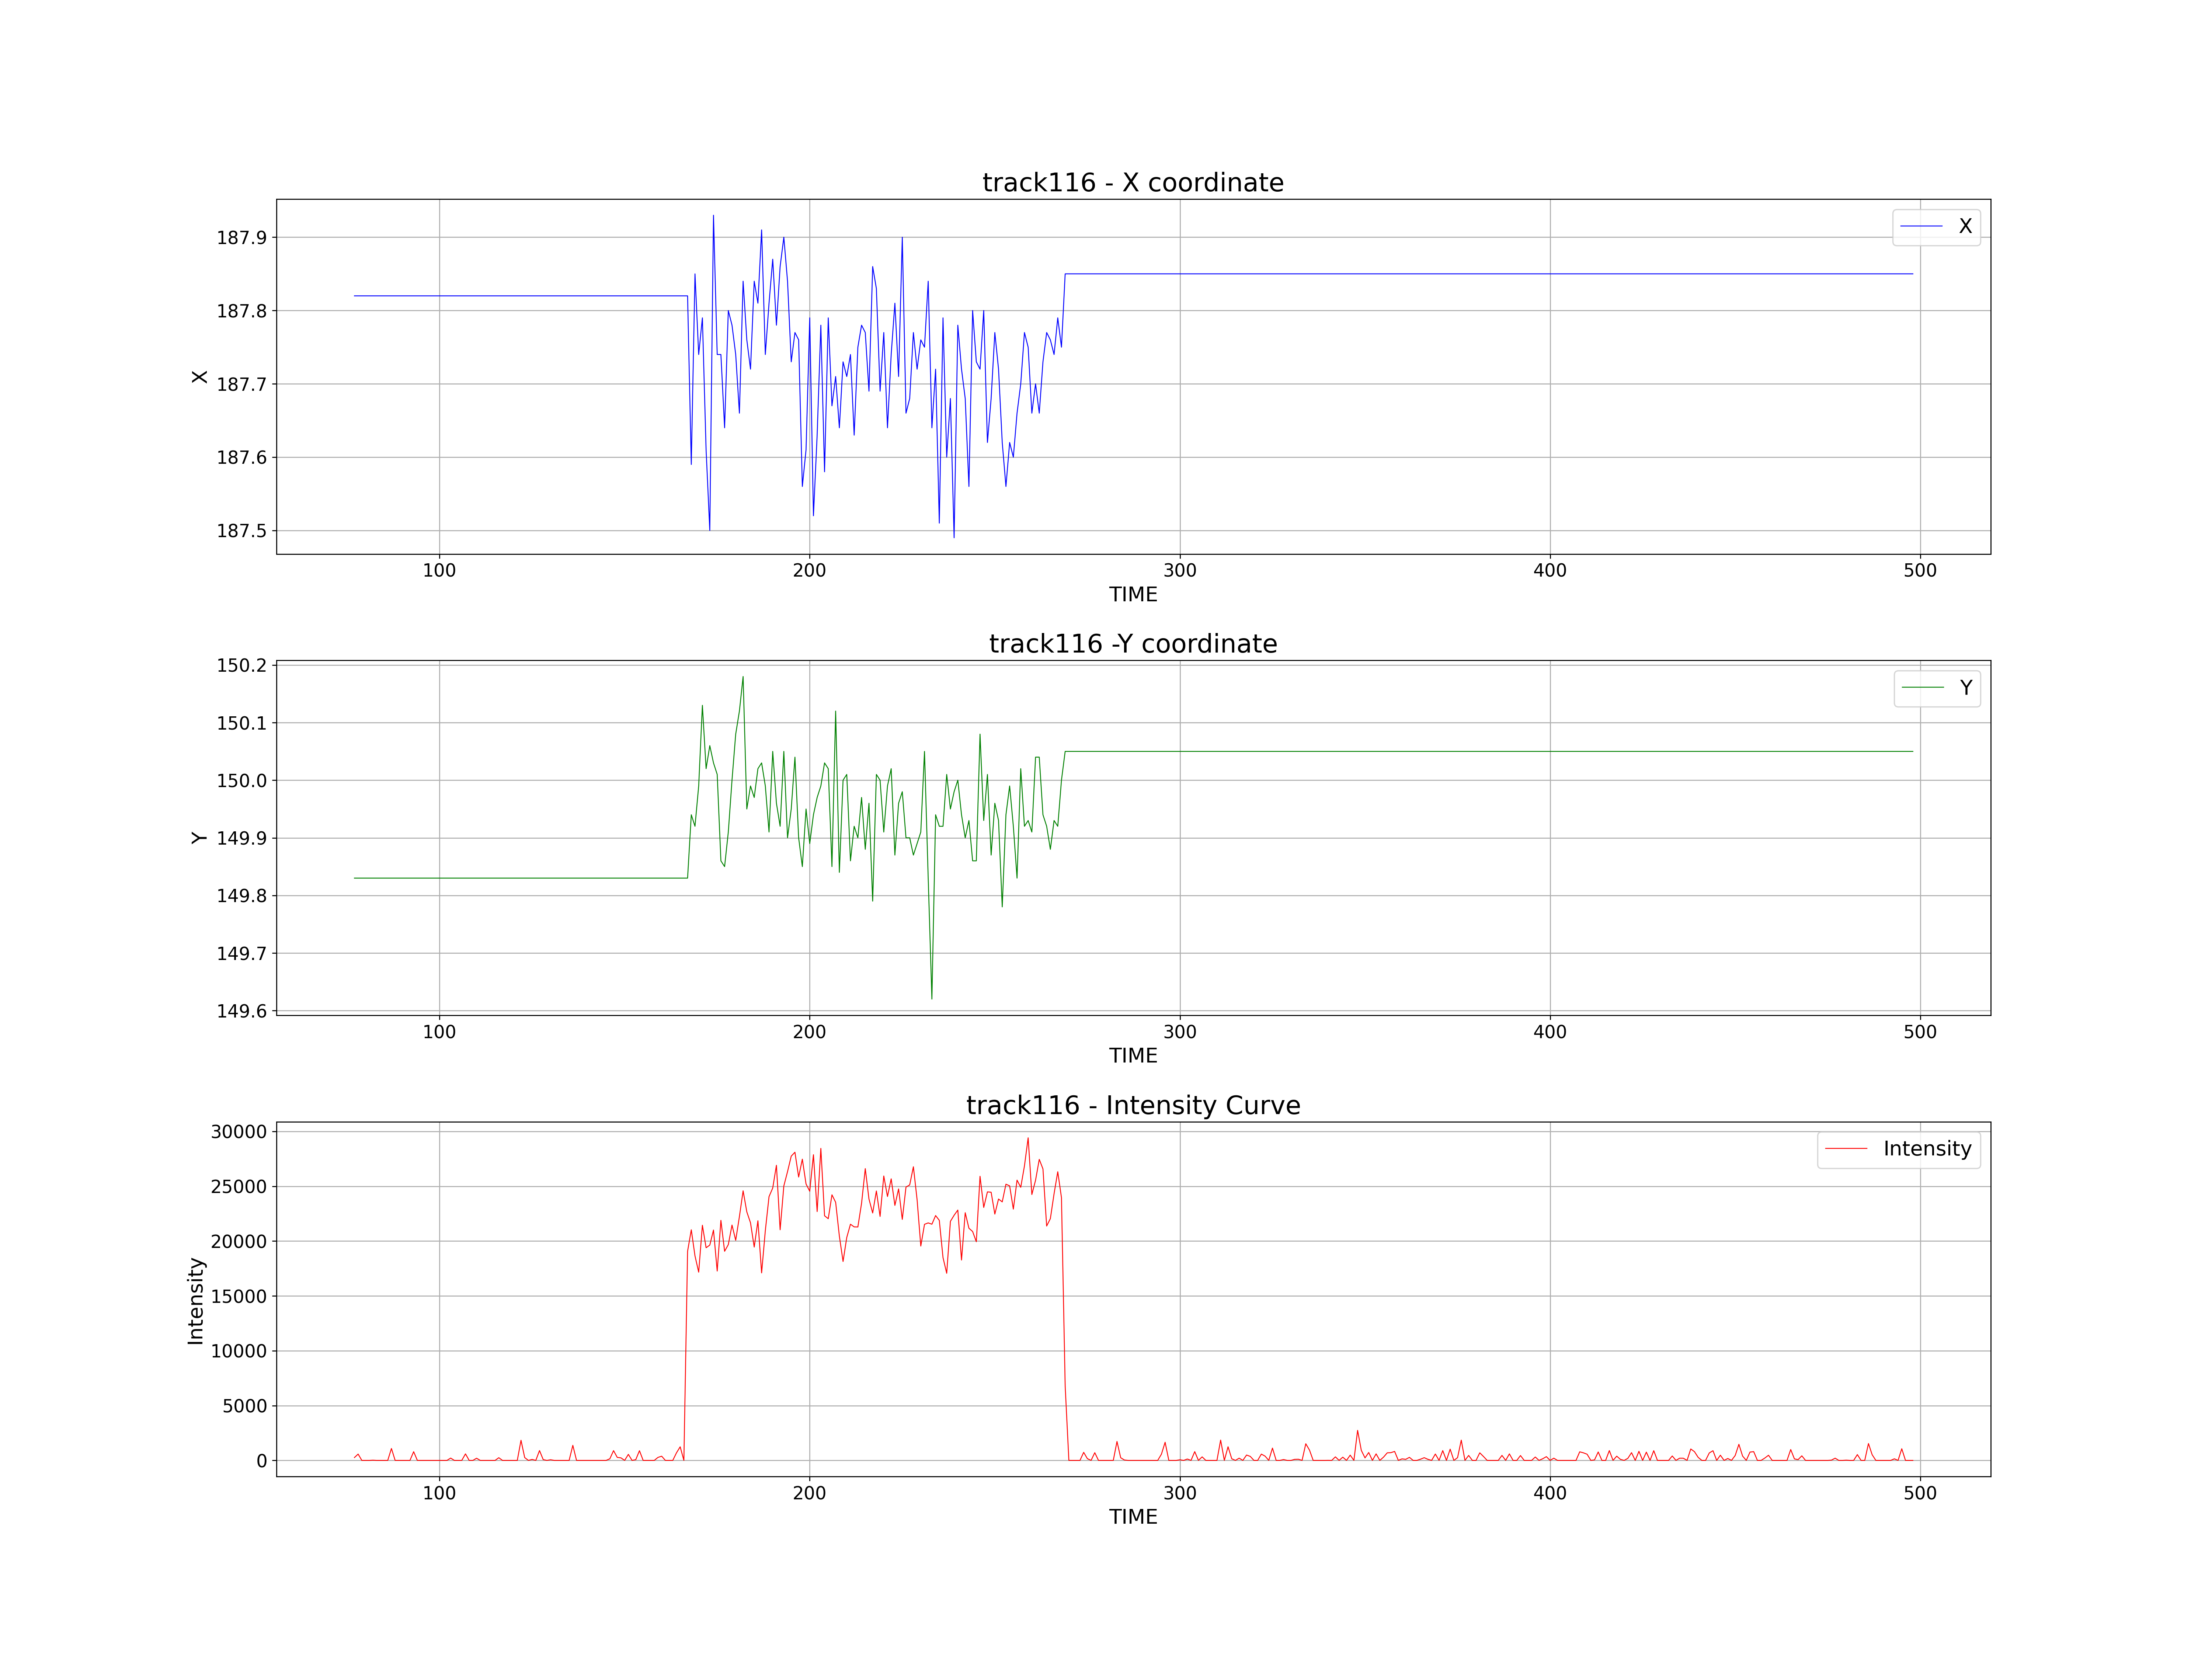 track116 - X coordinate
X
187.9
187.8
187.7
187.6
187.5
X
100 200 300 400 500
TIME
track116 -Y coordinate
Y
150.2
150.1
150.0
149.9
149.8
149.7
149.6
Y
100 200 300 400 500
TIME
track116 - Intensity Curve
Intensity
30000
25000
20000
15000
10000
5000
0
Intensity
100 200 300 400 500
TIME